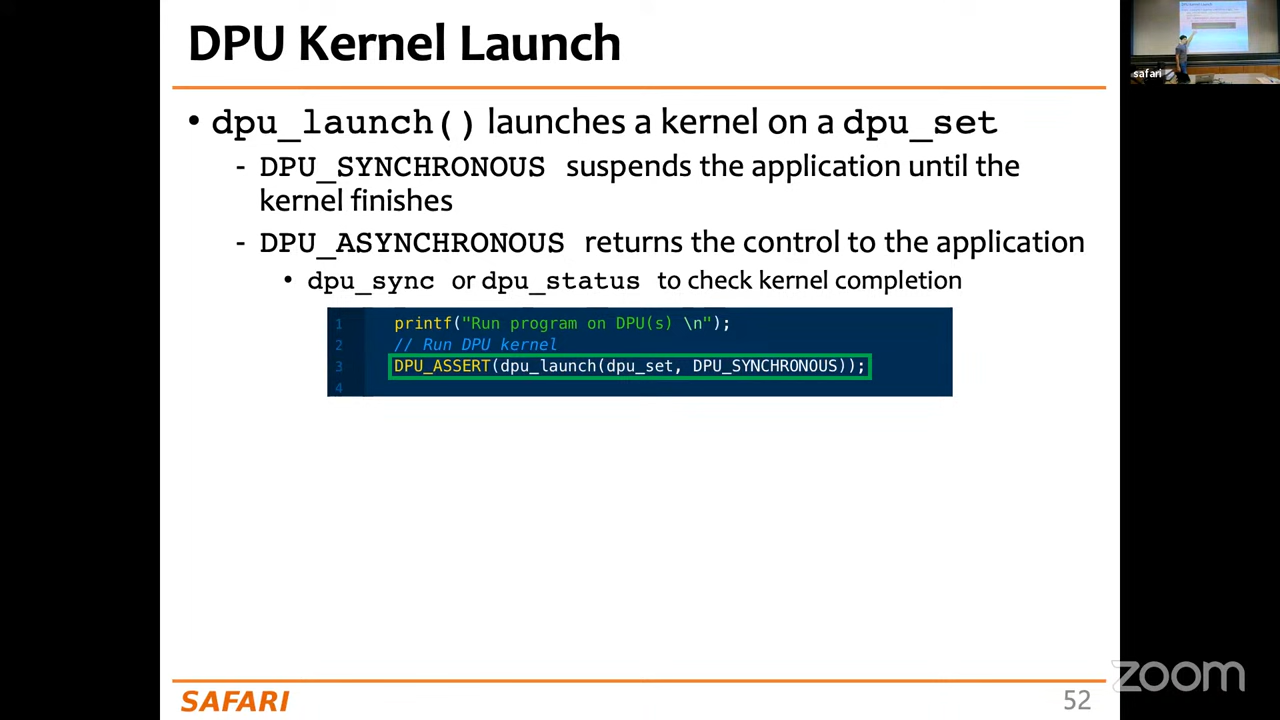 DPU Kernel Launch
safari
• dpu_launch() launches a kernel on a dpu_set
- DPU_SYNCHRONOUS suspends the application until the
kernel finishes
- DPU_ASYNCHRONOUS returns the control to the application
• dpu_sync or dpu_status to check kernel completion
1 printf("Run program on DPU(s) \n");
2 // Run DPU kernel
3 DPU_ASSERT(dpu_launch(dpu_set, DPU_SYNCHRONOUS));
4
SAFARI
52
zoom